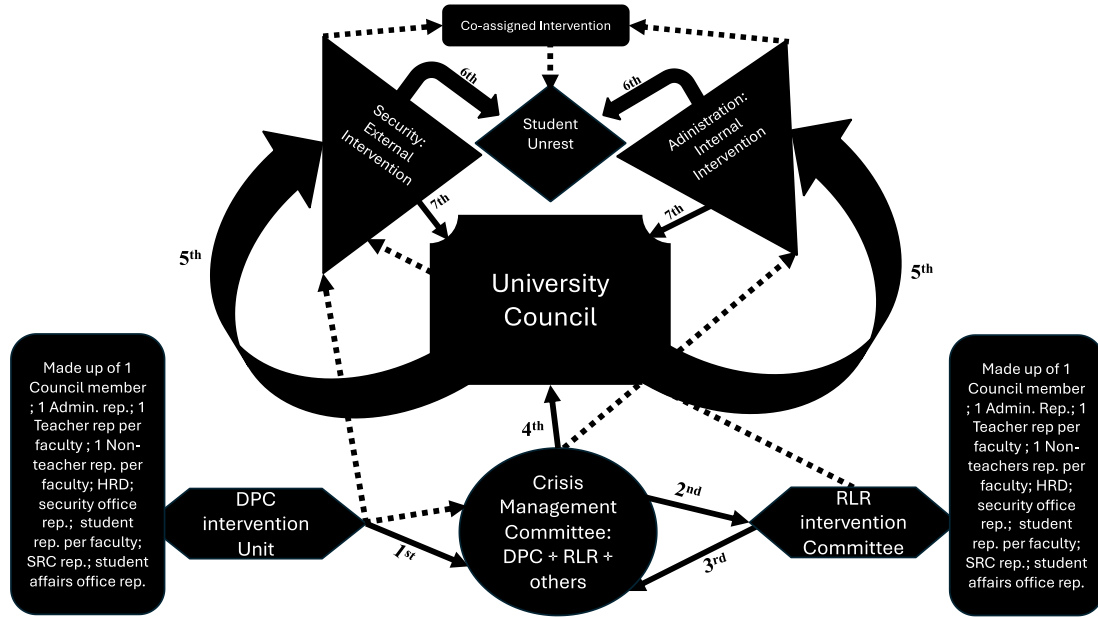 Co-assigned Intervention
6th
6th
Security:
External
Intervention
Student
Unrest
Adinistration:
Internal
Intervention
7th
7th
5th
5th
University
Council
4th
Made up of 1
Council member
; 1 Admin. rep.; 1
Teacher rep per
faculty ; 1 Non-
teacher rep. per
faculty; HRD;
security office
rep.; student
rep. per faculty;
SRC rep.; student
affairs office rep.
DPC
intervention
Unit
1st
Crisis
Management
Committee:
DPC + RLR +
others
2nd
3rd
RLR
intervention
Committee
Made up of 1
Council member
; 1 Admin. Rep.; 1
Teacher rep per
faculty ; 1 Non-
teachers rep. per
faculty; HRD;
security office
rep.; student
rep. per faculty;
SRC rep.; student
affairs office rep.